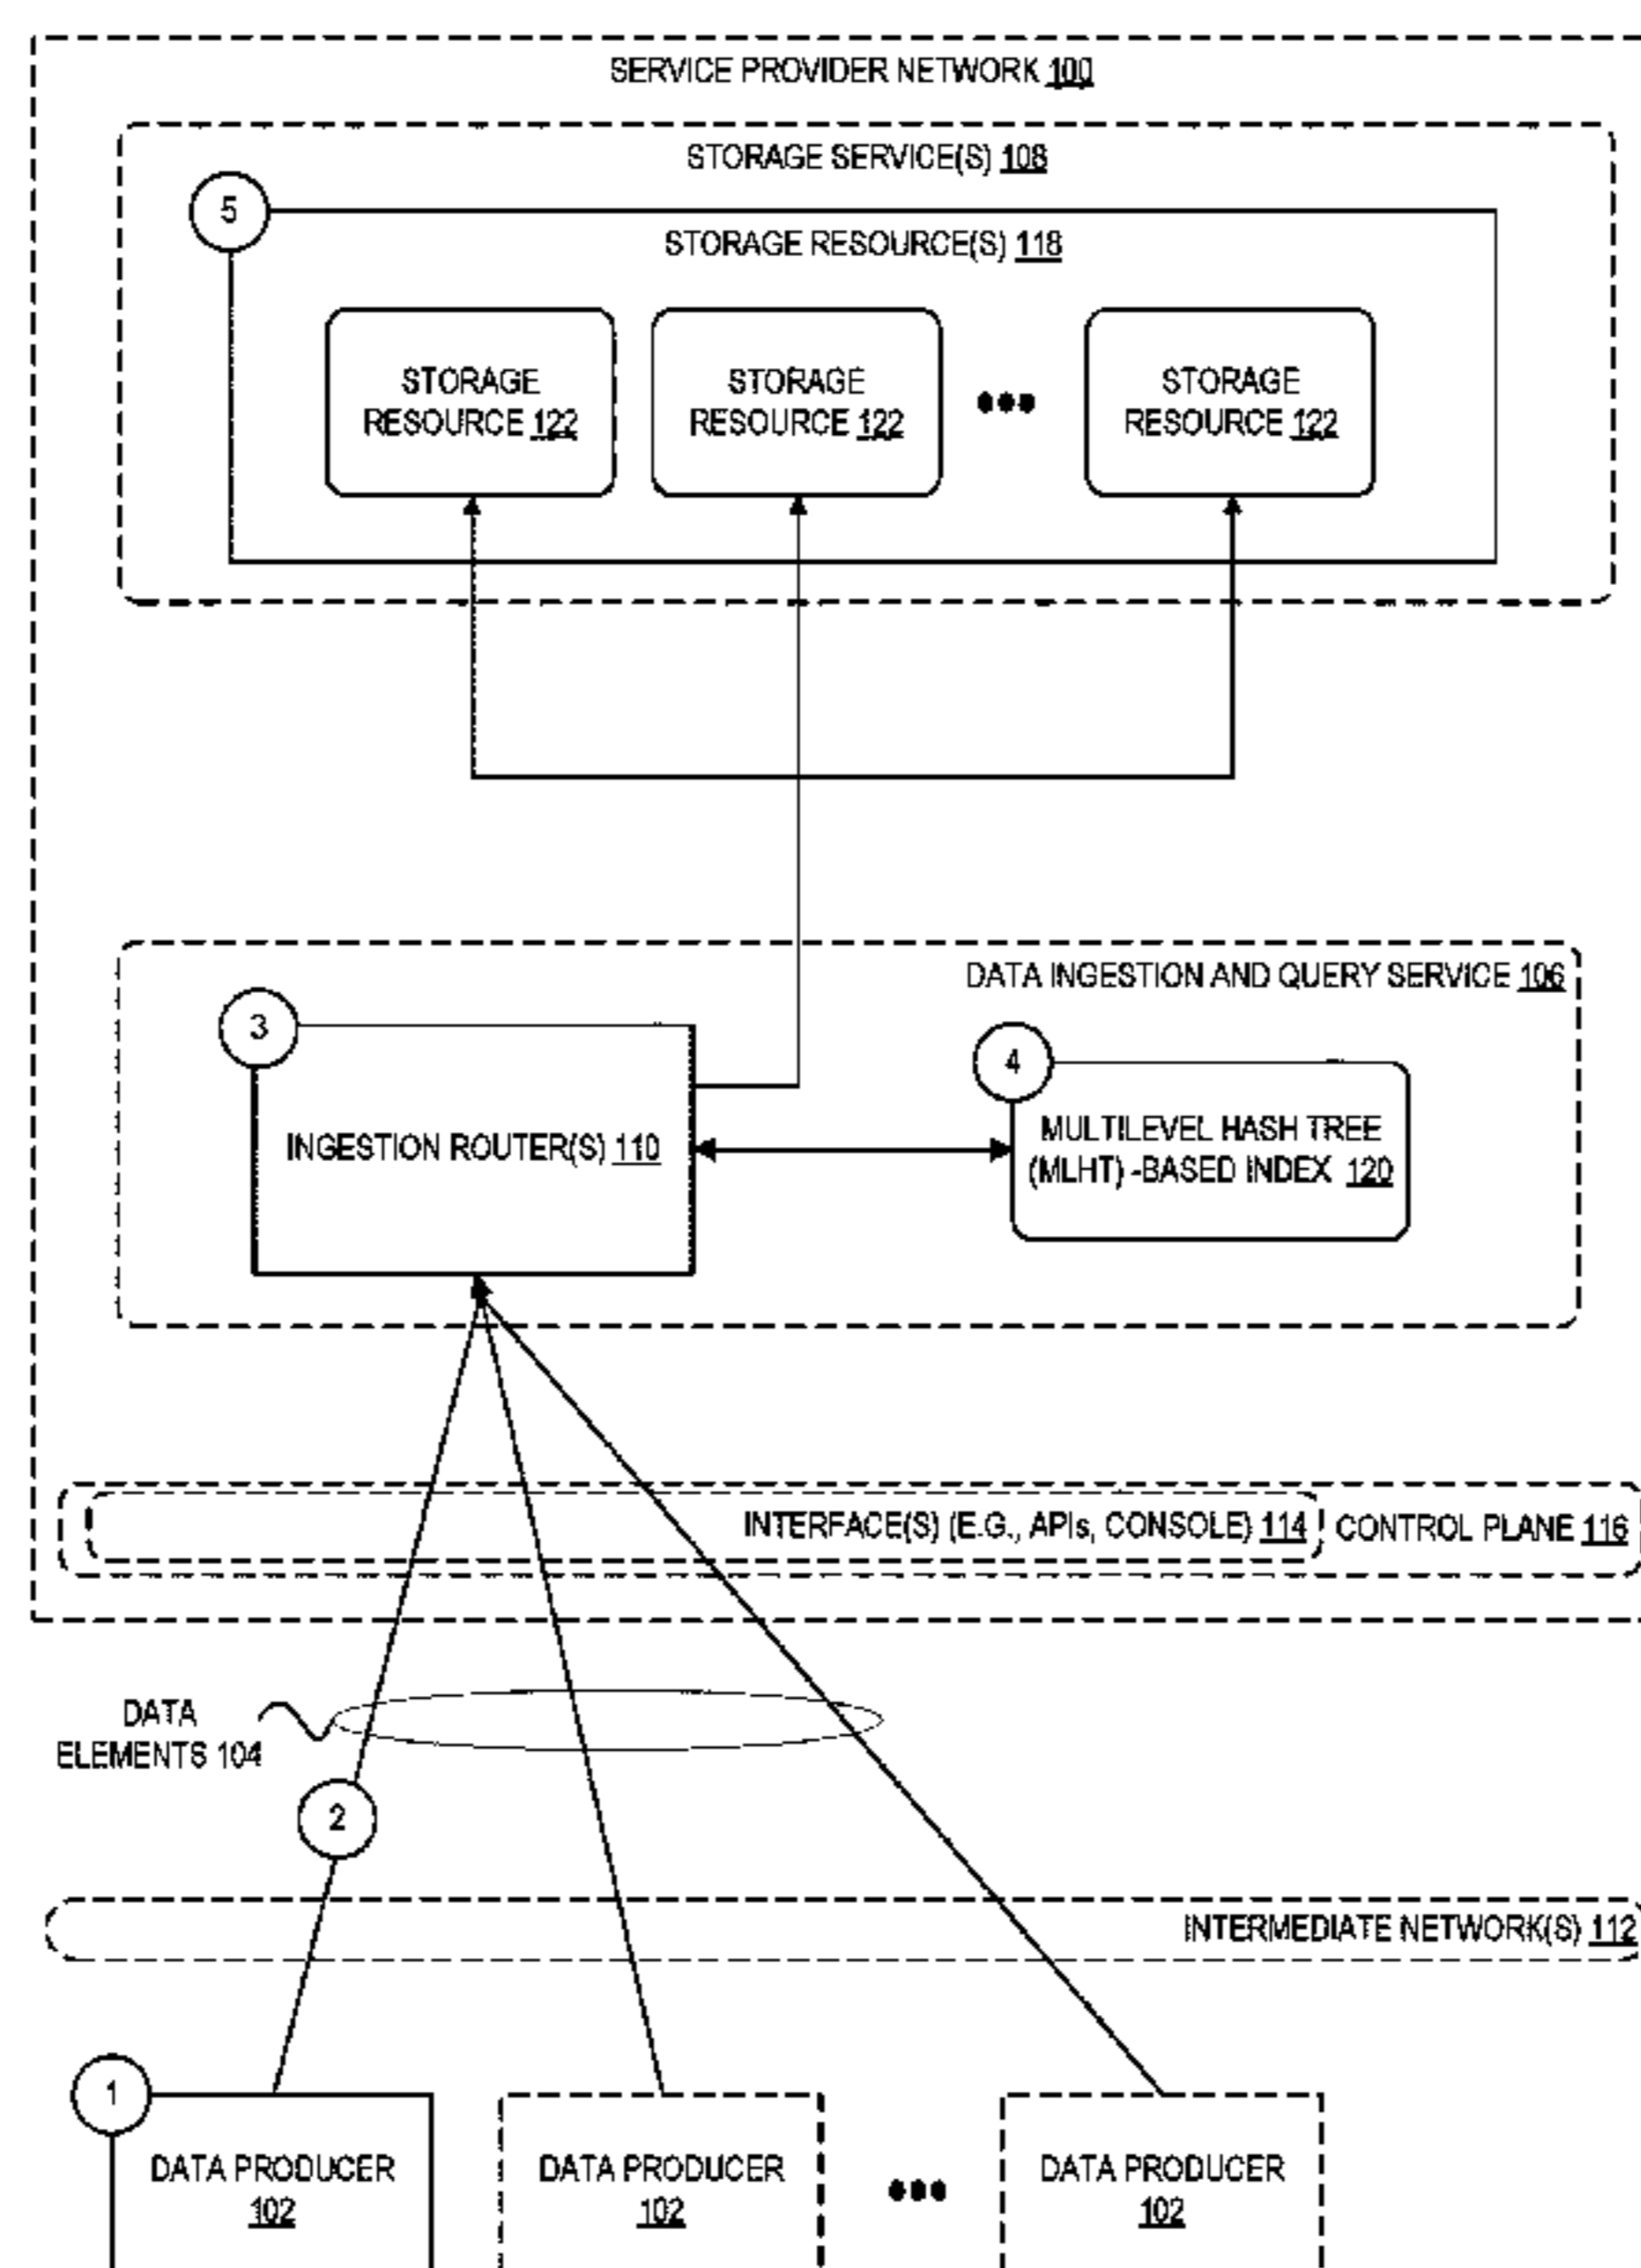 SERVICE PROVIDER NETWORK 100
STORAGE SERVICE(S) 108
5
STORAGE RESOURCE(S) 118
STORAGE
RESOURCE 122
STORAGE
RESOURCE 122
STORAGE
RESOURCE 122
DATA INGESTION AND QUERY SERVICE 106
3
4
INGESTION ROUTER(S) 110
MULTILEVEL HASH TREE
(MLHT) -BASED INDEX 120
INTERFACE(S) (E.G., APIs, CONSOLE) 114
CONTROL PLANE 116
DATA
ELEMENTS 104
2
INTERMEDIATE NETWORK(S) 112
1
DATA PRODUCER
102
DATA PRODUCER
102
DATA PRODUCER
102